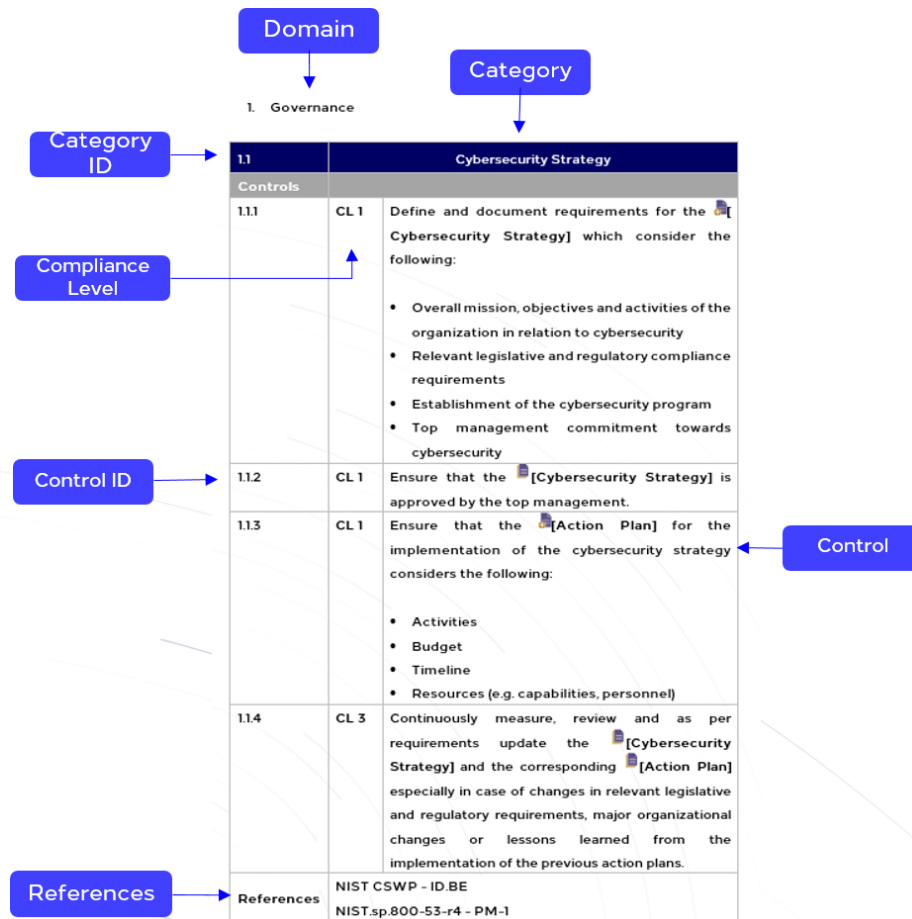 Domain
Category
1. Governance
Category
ID
1.1 Cybersecurity Strategy
Controls
1.1.1 CL 1 Define and document requirements for the [
Cybersecurity Strategy] which consider the
following:
Compliance
Level
• Overall mission, objectives and activities of the
organization in relation to cybersecurity
• Relevant legislative and regulatory compliance
requirements
• Establishment of the cybersecurity program
• Top management commitment towards
cybersecurity
Control ID
1.1.2 CL 1 Ensure that the [Cybersecurity Strategy] is
approved by the top management.
1.1.3 CL 1 Ensure that the [Action Plan] for the
implementation of the cybersecurity strategy
considers the following:
Control
• Activities
• Budget
• Timeline
• Resources (e.g. capabilities, personnel)
1.1.4 CL 3 Continuously measure, review and as per
requirements update the [Cybersecurity
Strategy] and the corresponding [Action Plan]
especially in case of changes in relevant legislative
and regulatory requirements, major organizational
changes or lessons learned from the
implementation of the previous action plans.
References
References NIST CSWP - ID.BE
NIST.sp.800-53-r4 - PM-1